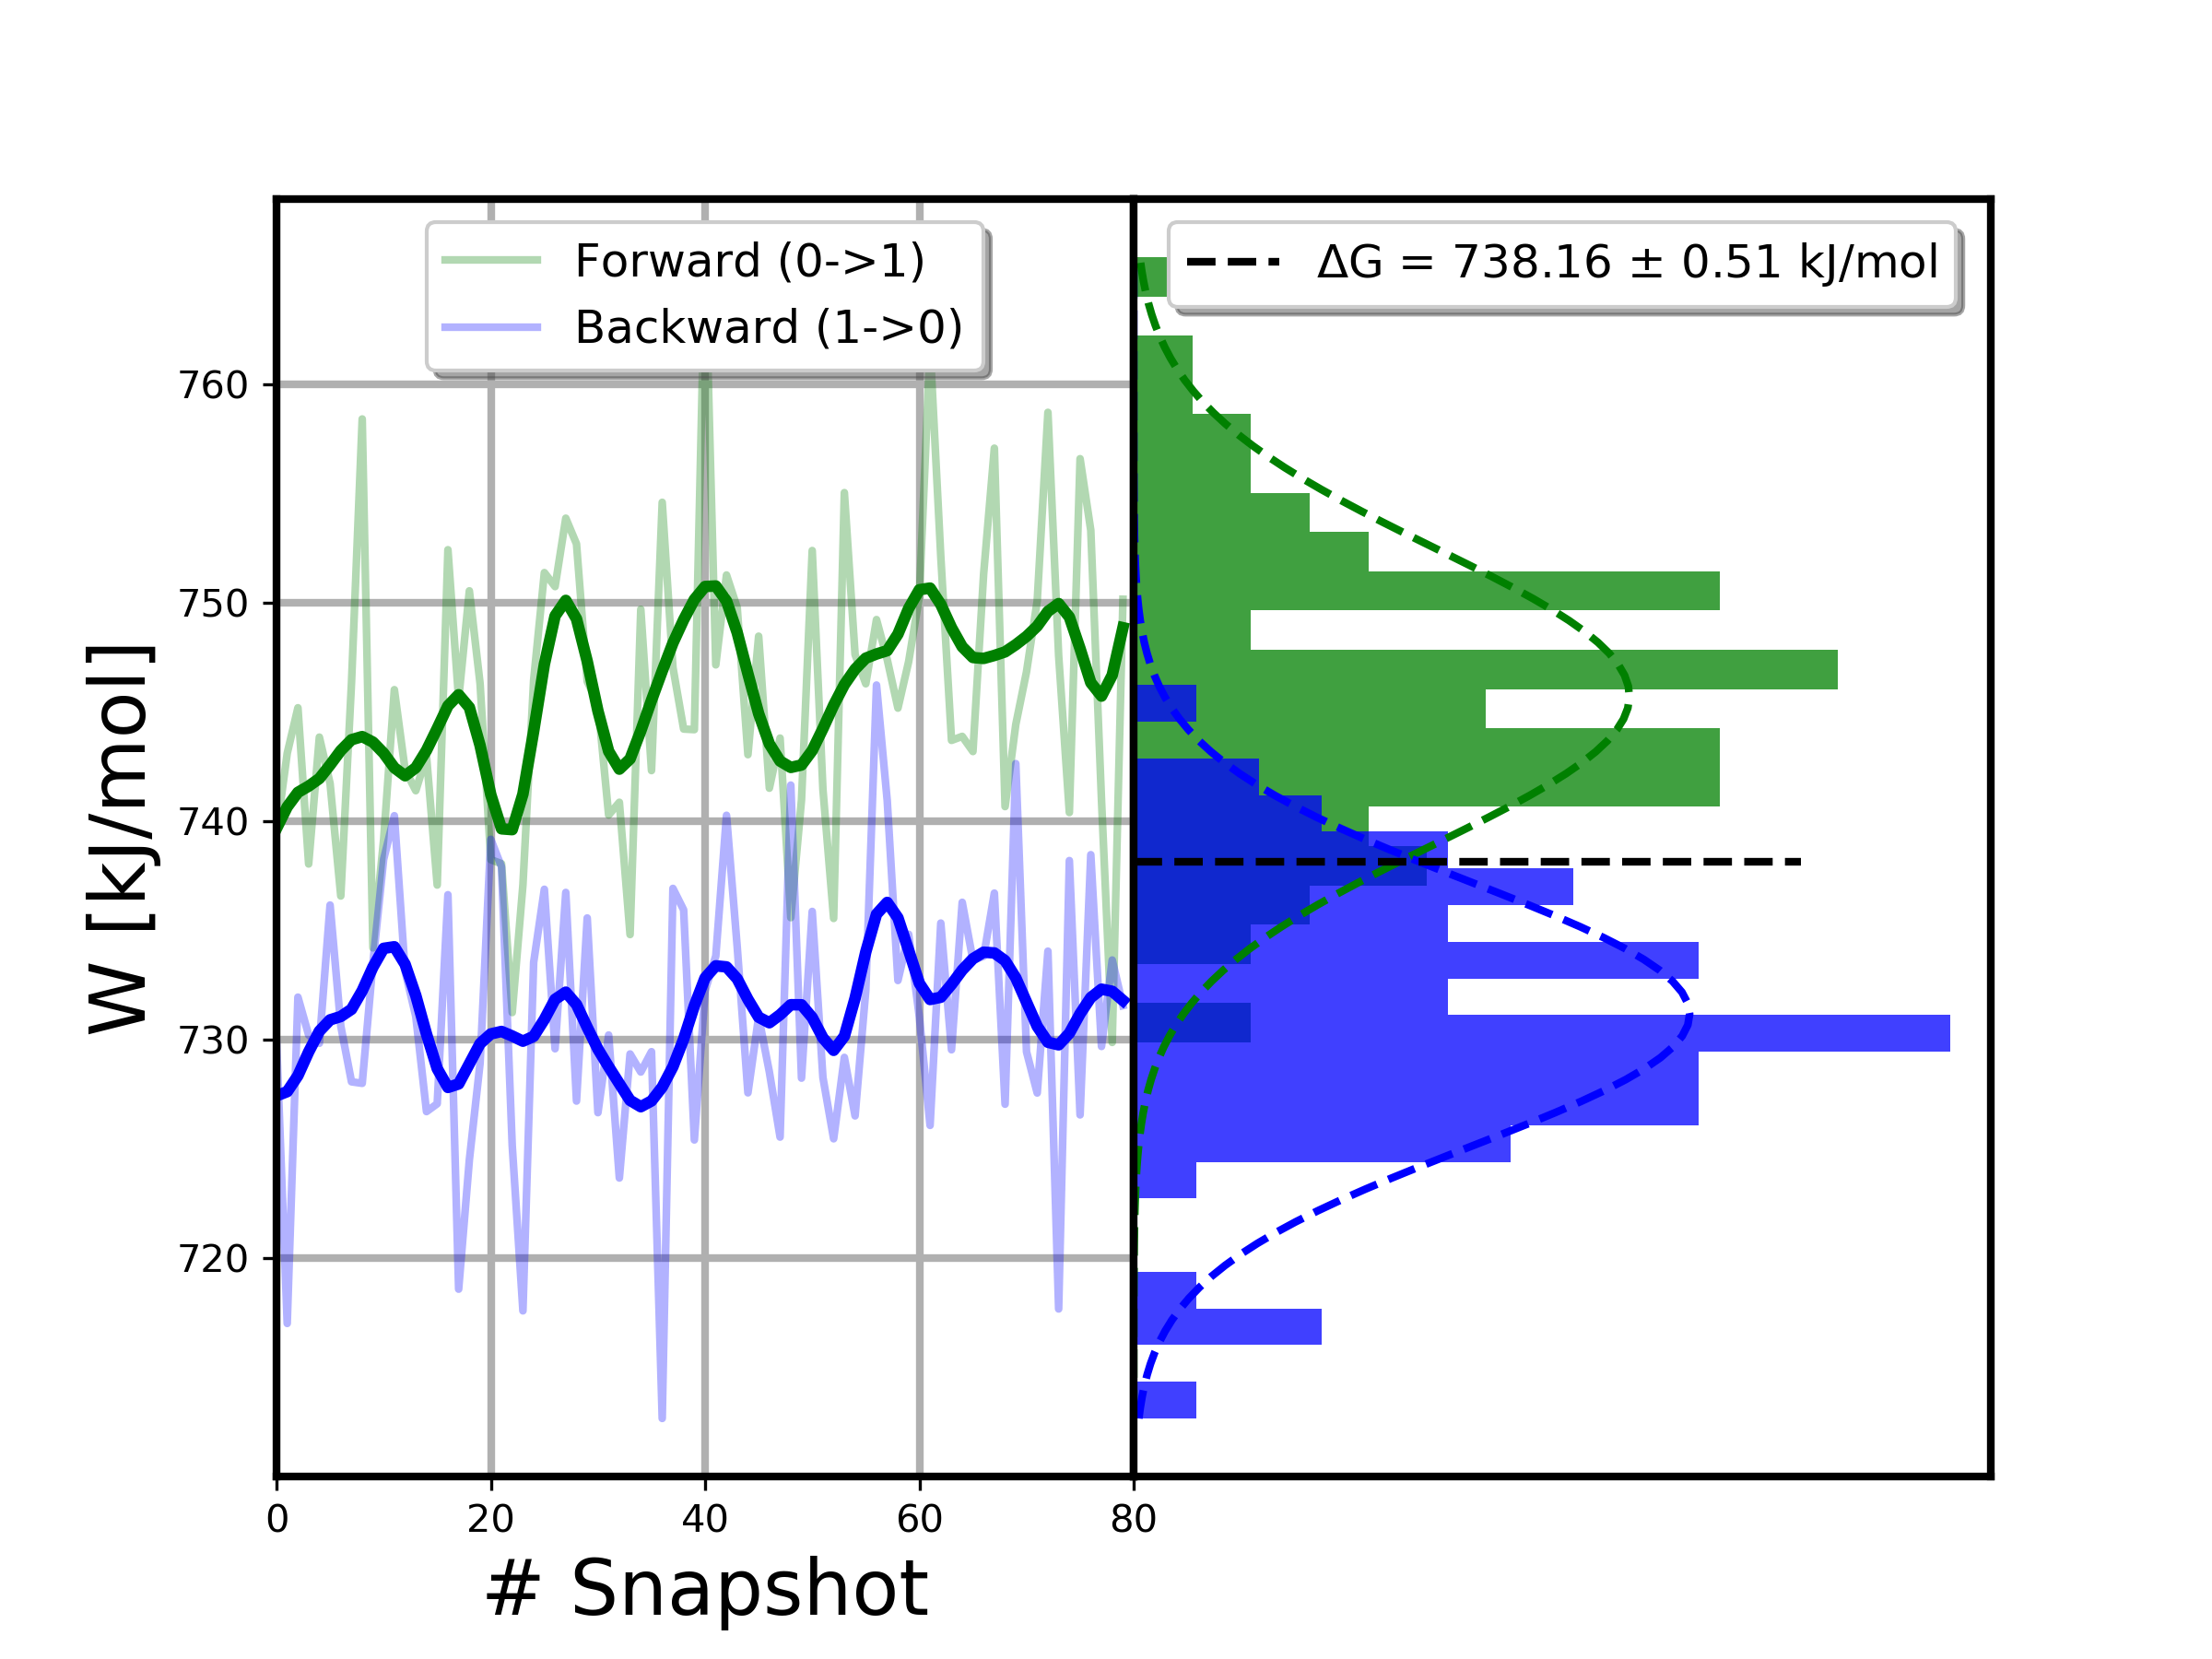 Forward (0->1)
Backward (1->0)
ΔG = 738.16 ± 0.51 kJ/mol
W [kJ/mol]
760
750
740
730
720
0 20 40 60 80
# Snapshot